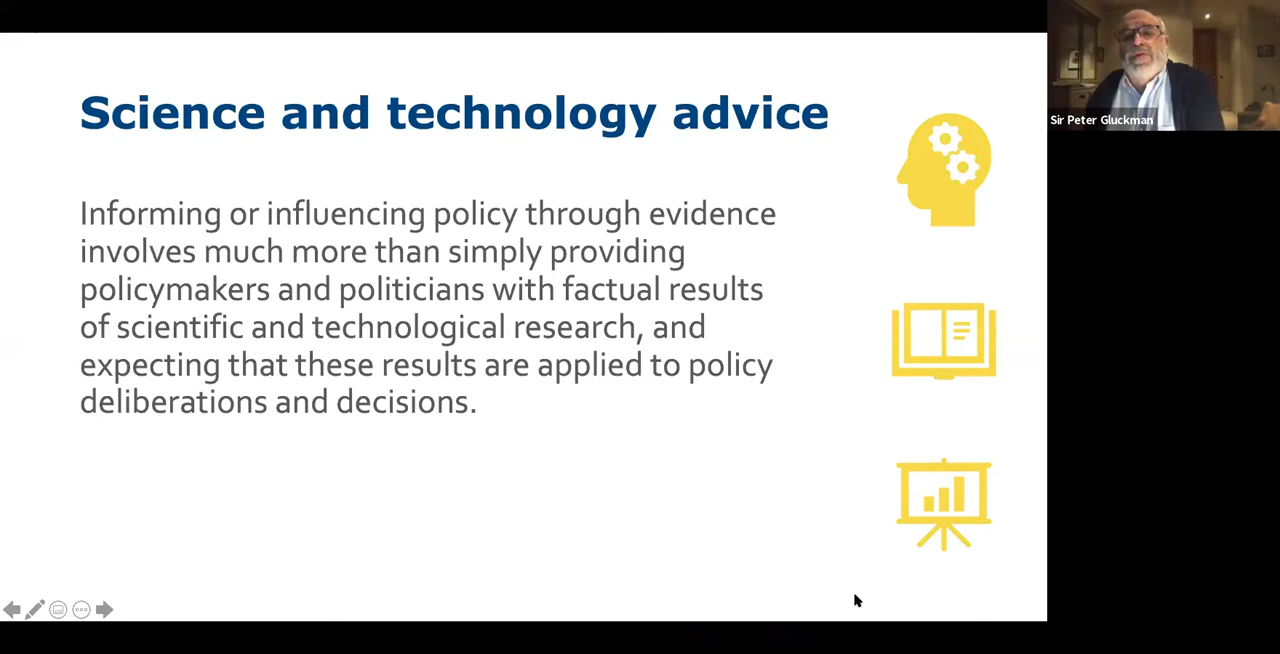 Science and technology advice
Informing or influencing policy through evidence
involves much more than simply providing
policymakers and politicians with factual results
of scientific and technological research, and
expecting that these results are applied to policy
deliberations and decisions.
Sir Peter Gluckman